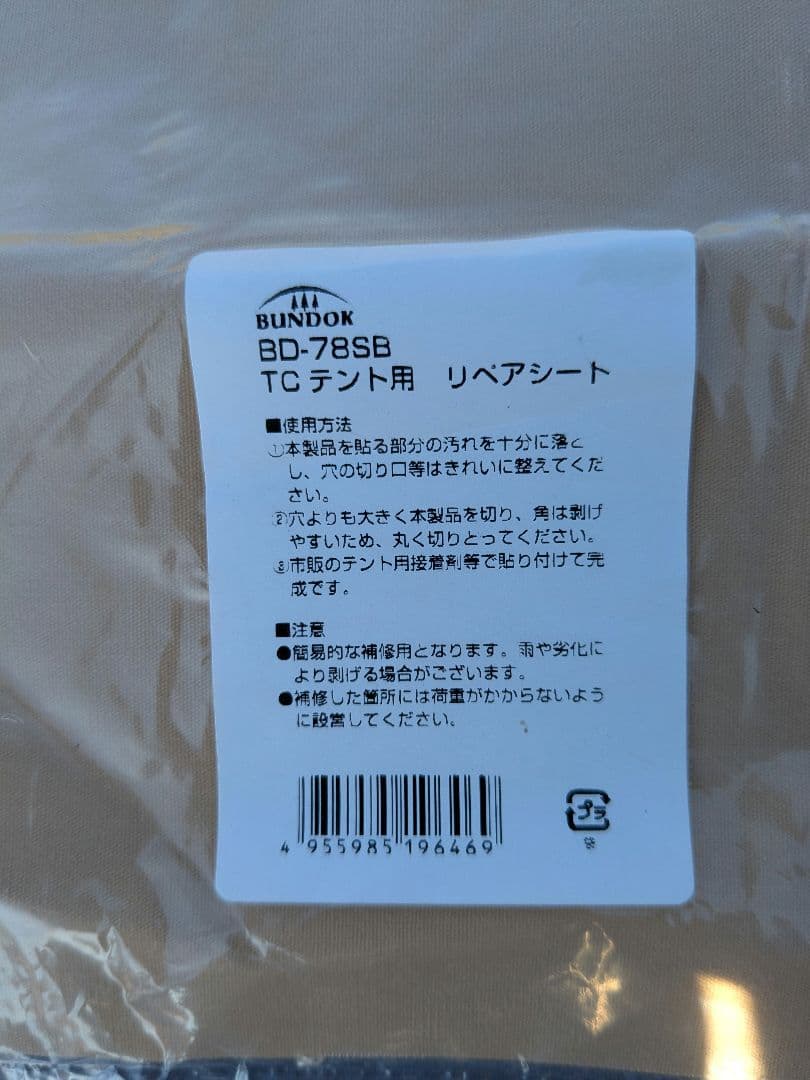 BUNDOK
BD-78SB
TCテント用　リペアシート
■使用方法
①本製品を貼る部分の汚れを十分に落と
し、穴の切り口等はきれいに整えてくだ
さい。
②穴よりも大きく本製品を切り、角は剥げ
やすいため、丸く切りとってください。
③市販のテント用接着剤等で貼り付けて完
成です。
■注意
●簡易的な補修用となります。雨や劣化に
より剥げる場合がございます。
●補修した箇所には荷重がかからないよう
に設営してください。
4 955985 196469
プラ
袋